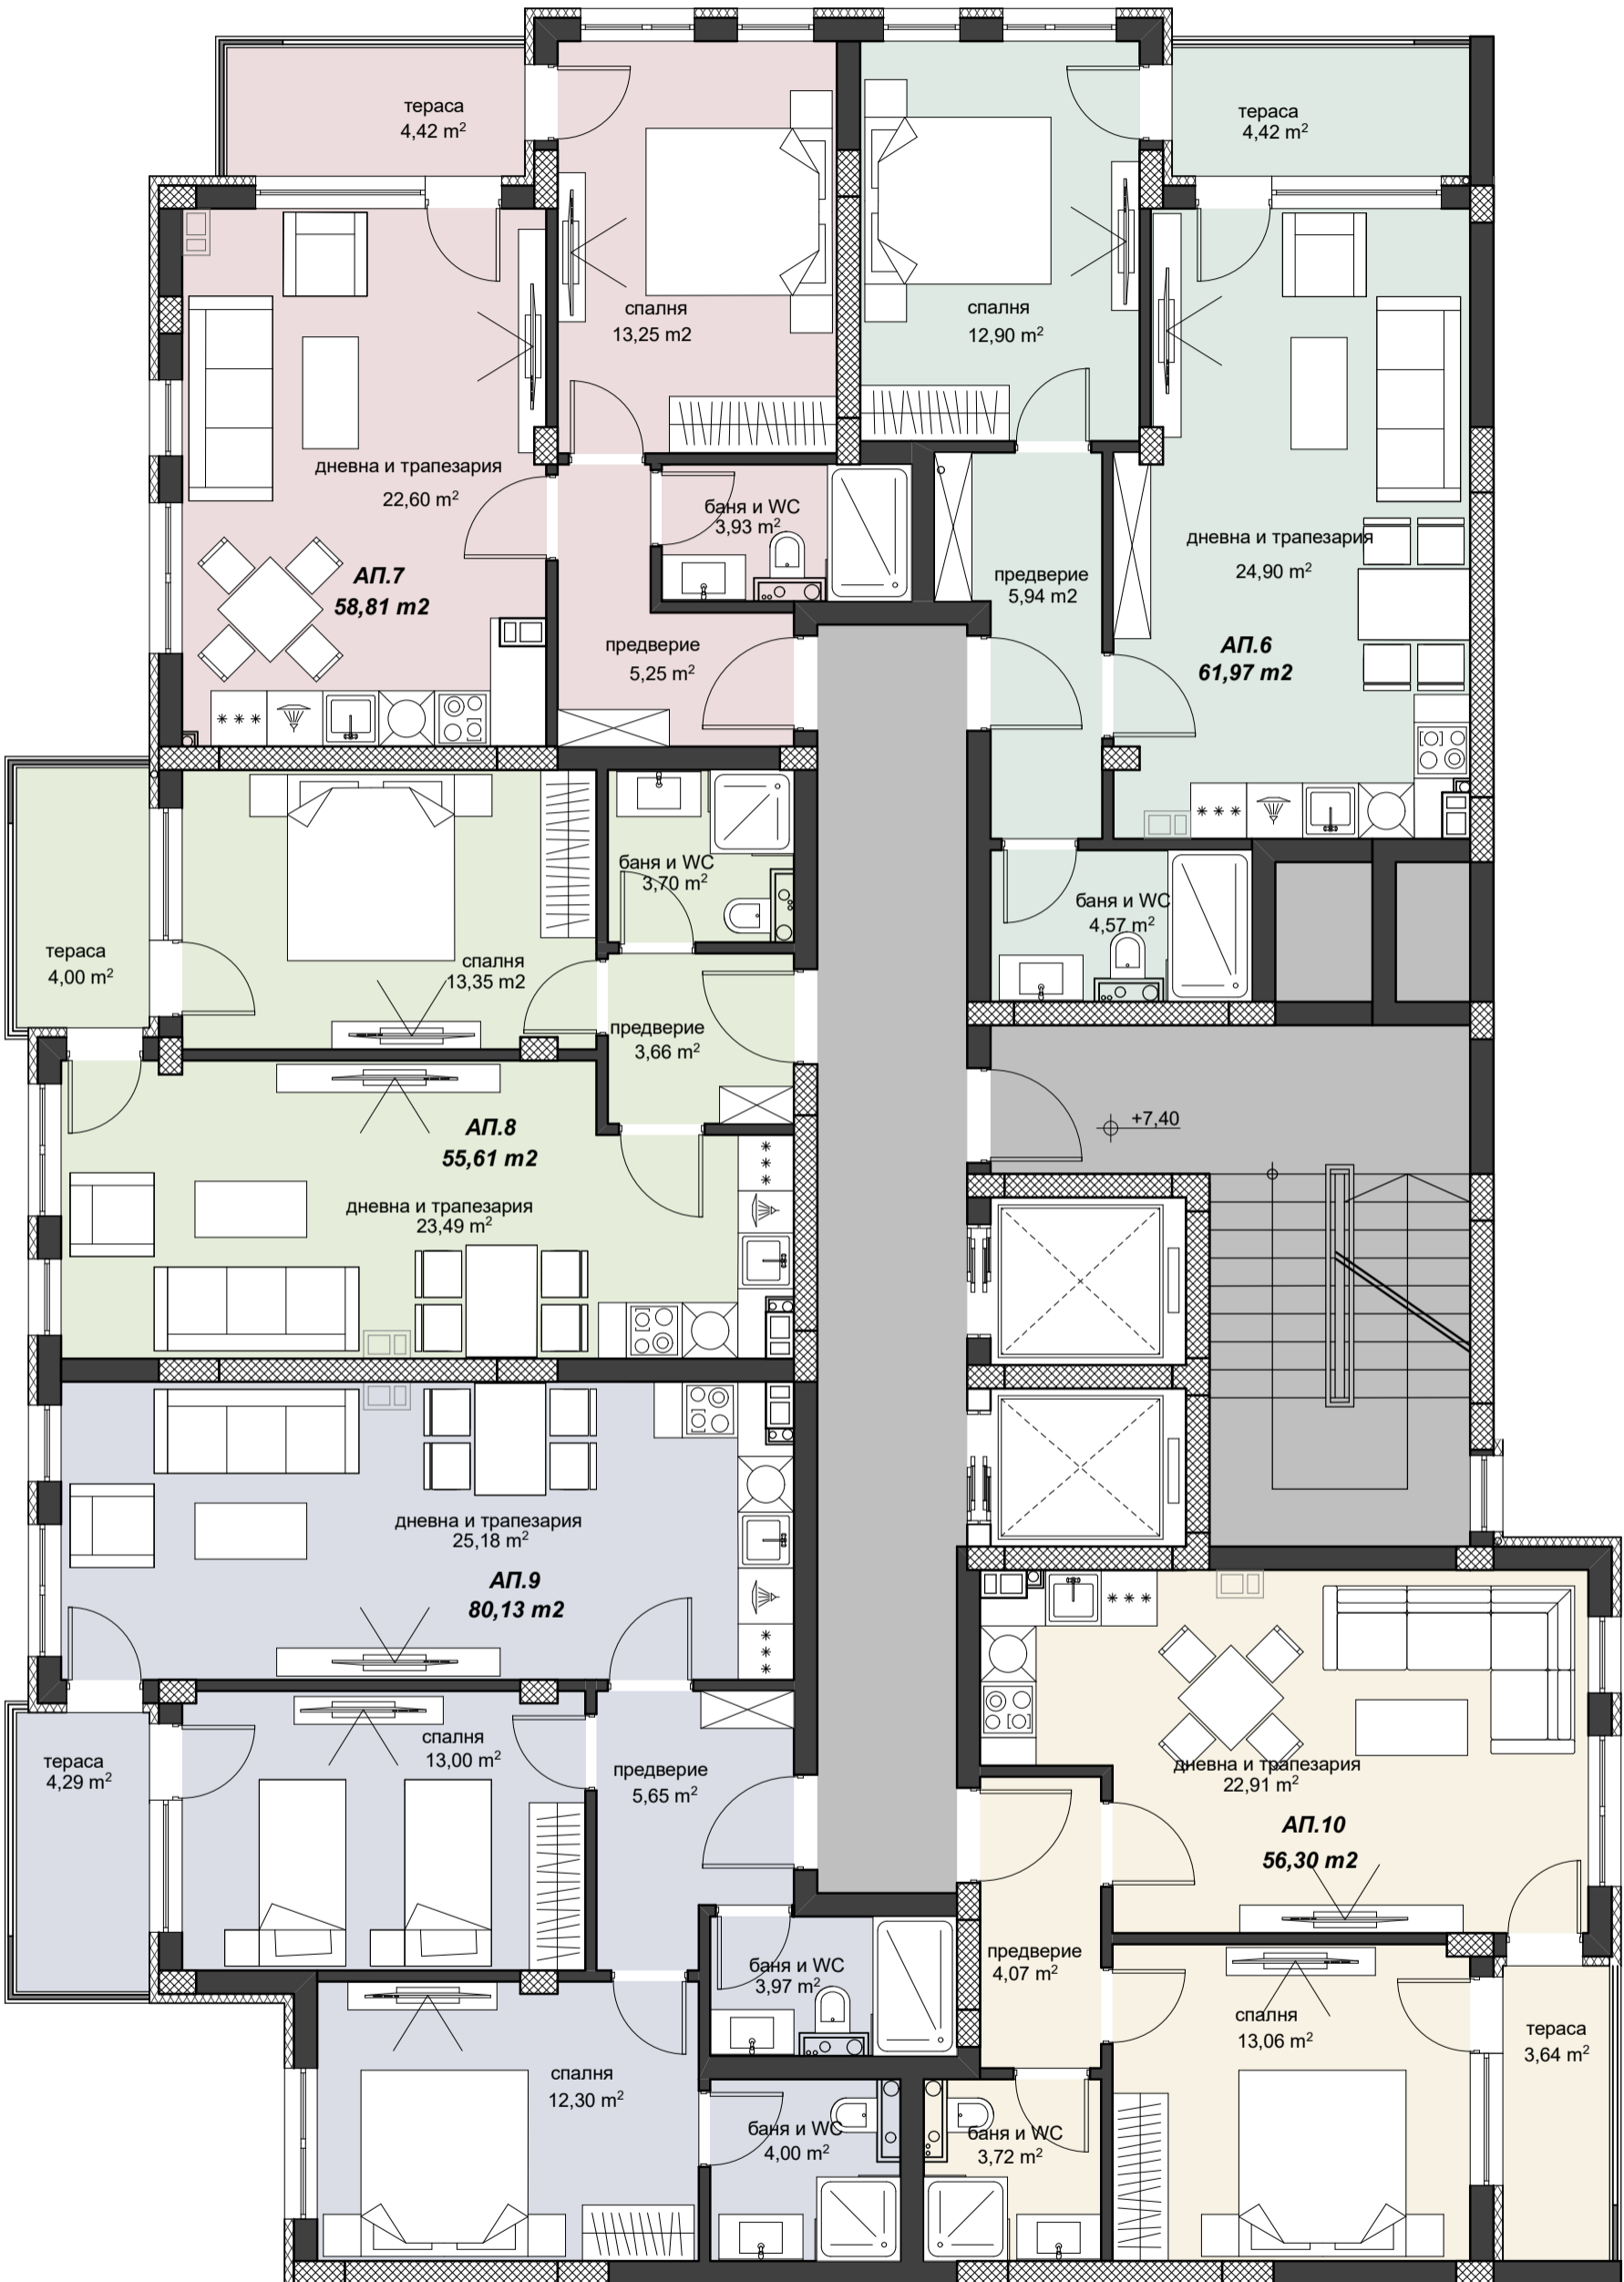 тераса
4,42 m²
тераса
4,42 m²
спалня
13,25 m2
спалня
12,90 m²
дневна и трапезария
22,60 m²
баня и WC
3,93 m²
дневна и трапезария
24,90 m²
АП.7
58,81 m2
предверие
5,94 m2
предверие
5,25 m²
АП.6
61,97 m2
баня и WC
3,70 m²
баня и WC
4,57 m²
тераса
4,00 m²
спалня
13,35 m2
предверие
3,66 m²
+7,40
АП.8
55,61 m2
дневна и трапезария
23,49 m²
дневна и трапезария
25,18 m²
АП.9
80,13 m2
спалня
13,00 m²
тераса
4,29 m²
предверие
5,65 m²
дневна и трапезария
22,91 m²
АП.10
56,30 m2
баня и WC
3,97 m²
предверие
4,07 m²
спалня
13,06 m²
тераса
3,64 m²
спалня
12,30 m²
баня и WC
4,00 m²
баня и WC
3,72 m²